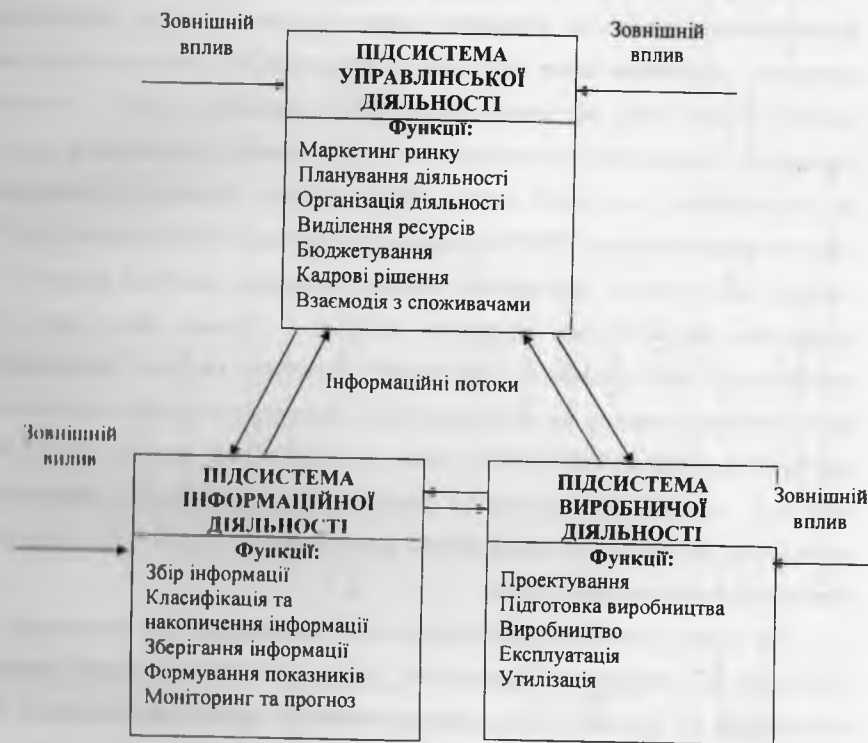 Зовнішній
вплив
Зовнішній
вплив
ПІДСИСТЕМА
УПРАВЛІНСЬКОЇ
ДІЯЛЬНОСТІ
Функції:
Маркетинг ринку
Планування діяльності
Організація діяльності
Виділення ресурсів
Бюджетування
Кадрові рішення
Взаємодія з споживачами
Інформаційні потоки
Зовнішній
вплив
ПІДСИСТЕМА
ІНФОРМАЦІЙНОЇ
ДІЯЛЬНОСТІ
Функції:
Збір інформації
Класифікація та
накопичення інформації
Зберігання інформації
Формування показників
Моніторинг та прогноз
ПІДСИСТЕМА
ВИРОБНИЧОЇ
ДІЯЛЬНОСТІ
Функції:
Проектування
Підготовка виробництва
Виробництво
Експлуатація
Утилізація
Зовнішній
вплив